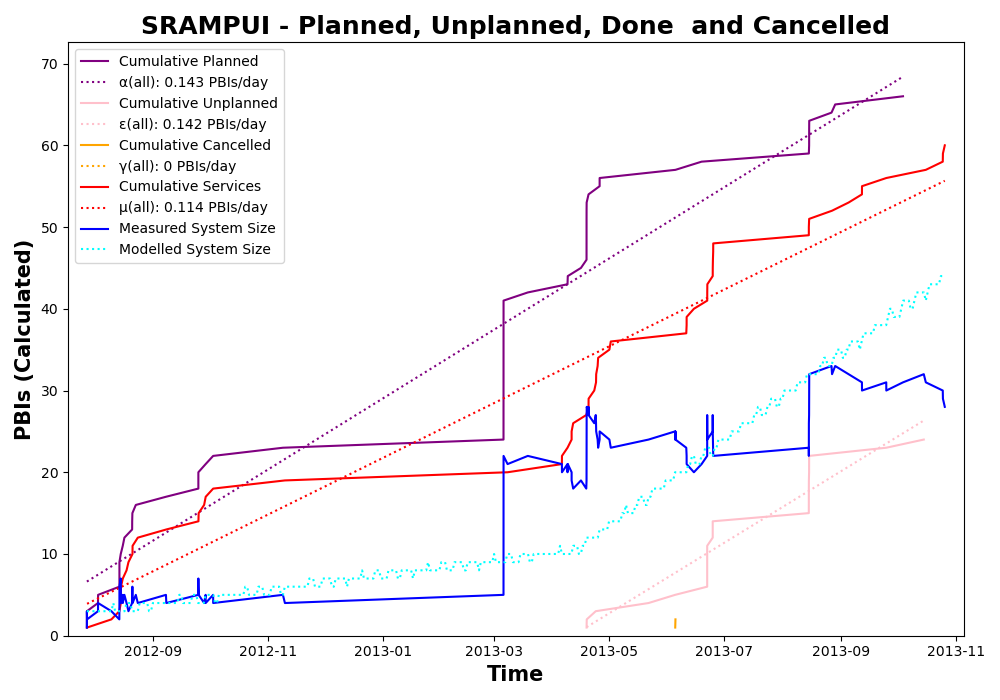 SRAMPUI - Planned, Unplanned, Done  and Cancelled
PBIs (Calculated)
70
60
50
40
30
20
10
0
Cumulative Planned
α(all): 0.143 PBIs/day
Cumulative Unplanned
ε(all): 0.142 PBIs/day
Cumulative Cancelled
γ(all): 0 PBIs/day
Cumulative Services
μ(all): 0.114 PBIs/day
Measured System Size
Modelled System Size
2012-09
2012-11
2013-01
2013-03
2013-05
2013-07
2013-09
2013-11
Time